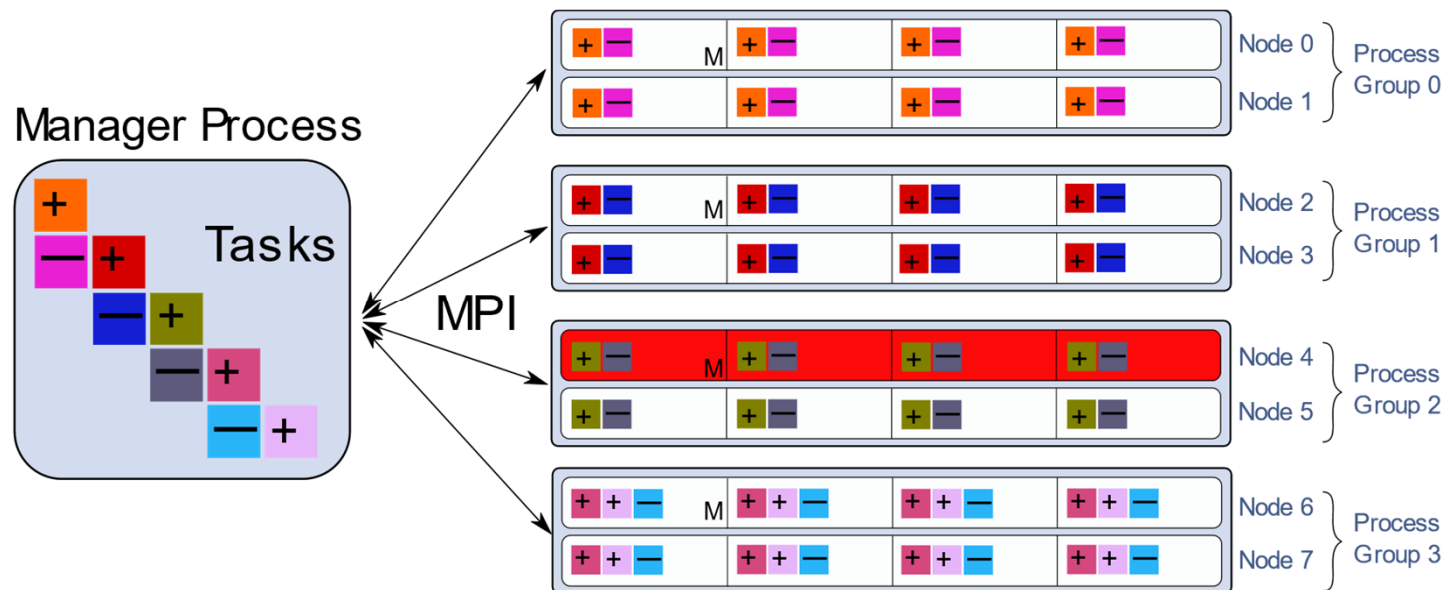 Manager Process
Tasks
MPI
M
Node 0
Node 1
Process
Group 0
M
Node 2
Node 3
Process
Group 1
M
Node 4
Node 5
Process
Group 2
M
Node 6
Node 7
Process
Group 3
+
— +
— +
— +
— +
+ — + — + — + —
+ — + — + — + —
+ — + — + — + —
+ — + — + — + —
+ — + — + — + —
+ — + — + — + —
+ + — + + — + + — + + —
+ + — + + — + + — + + —